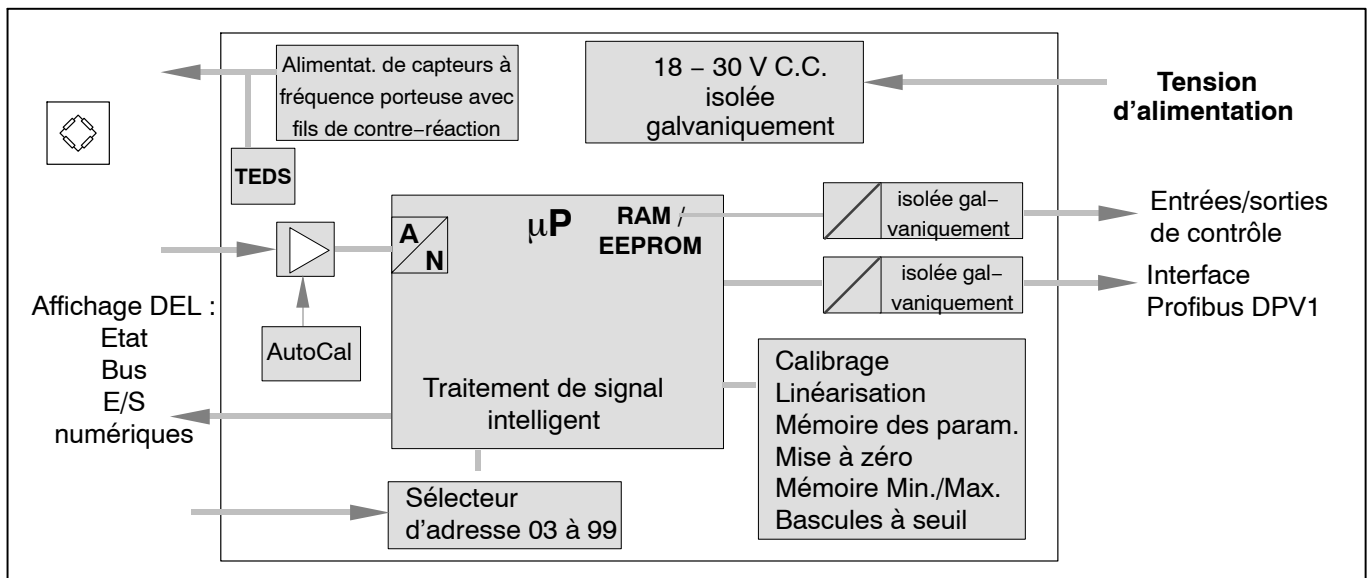 Alimentat. de capteurs à
fréquence porteuse avec
fils de contre−réaction
18 − 30 V C.C.
isolée
galvaniquement
Tension
d’alimentation
TEDS
A
N
µP
RAM /
EEPROM
isolée gal−
vaniquement
Entrées/sorties
de contrôle
isolée gal−
vaniquement
Interface
Profibus DPV1
Affichage DEL :
Etat
Bus
E/S
numériques
AutoCal
Traitement de signal
intelligent
Calibrage
Linéarisation
Mémoire des param.
Mise à zéro
Mémoire Min./Max.
Bascules à seuil
Sélecteur
d’adresse 03 à 99